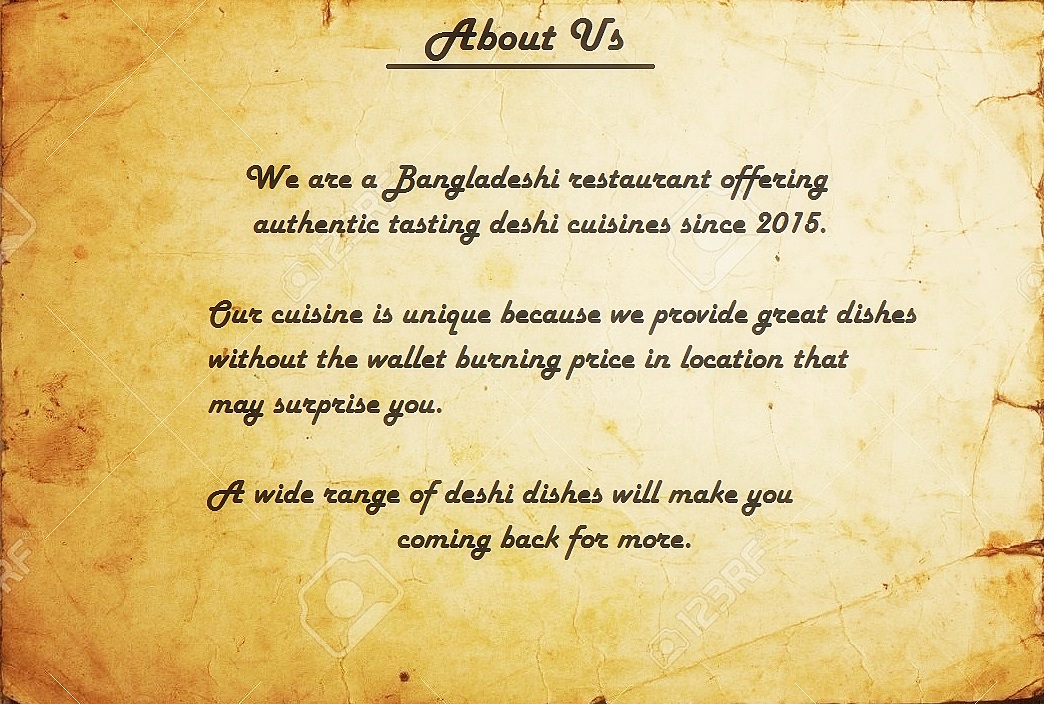 About Us
We are a Bangladeshi restaurant offering
authentic tasting deshi cuisines since 2015.
Our cuisine is unique because we provide great dishes
without the wallet burning price in location that
may surprise you.
A wide range of deshi dishes will make you
coming back for more.
123RF
123RF
123RF